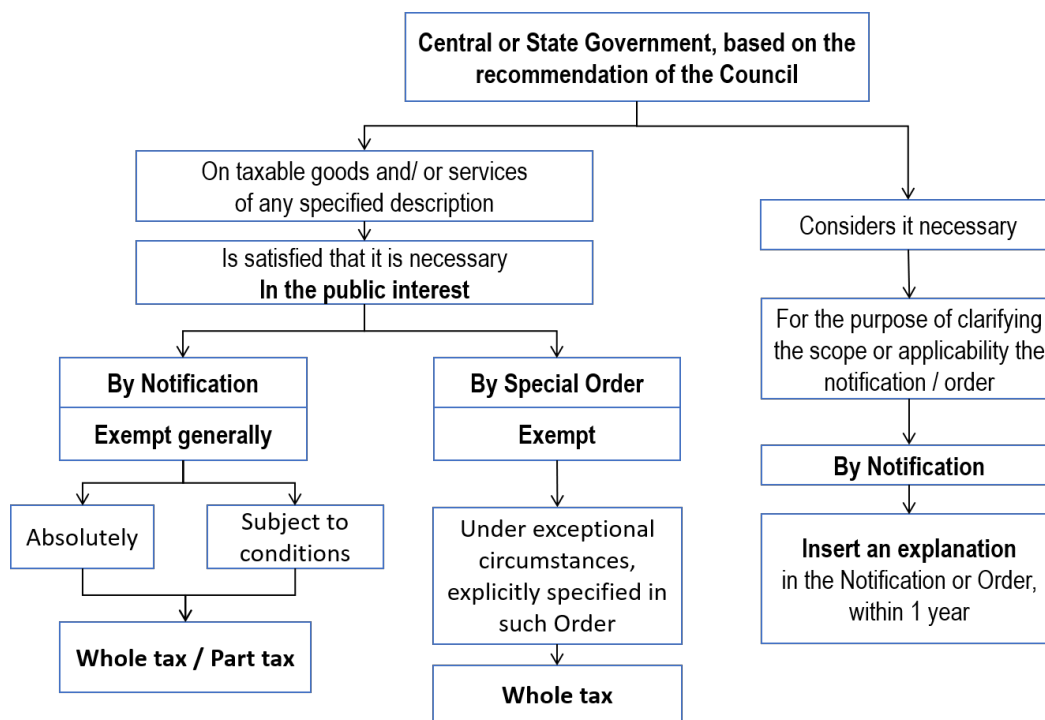 Central or State Government, based on the
recommendation of the Council
On taxable goods and/ or services
of any specified description
Is satisfied that it is necessary
In the public interest
By Notification
Exempt generally
Absolutely
Subject to
conditions
Whole tax / Part tax
By Special Order
Exempt
Under exceptional
circumstances,
explicitly specified in
such Order
Whole tax
Considers it necessary
For the purpose of clarifying
the scope or applicability the
notification / order
By Notification
Insert an explanation
in the Notification or Order,
within 1 year